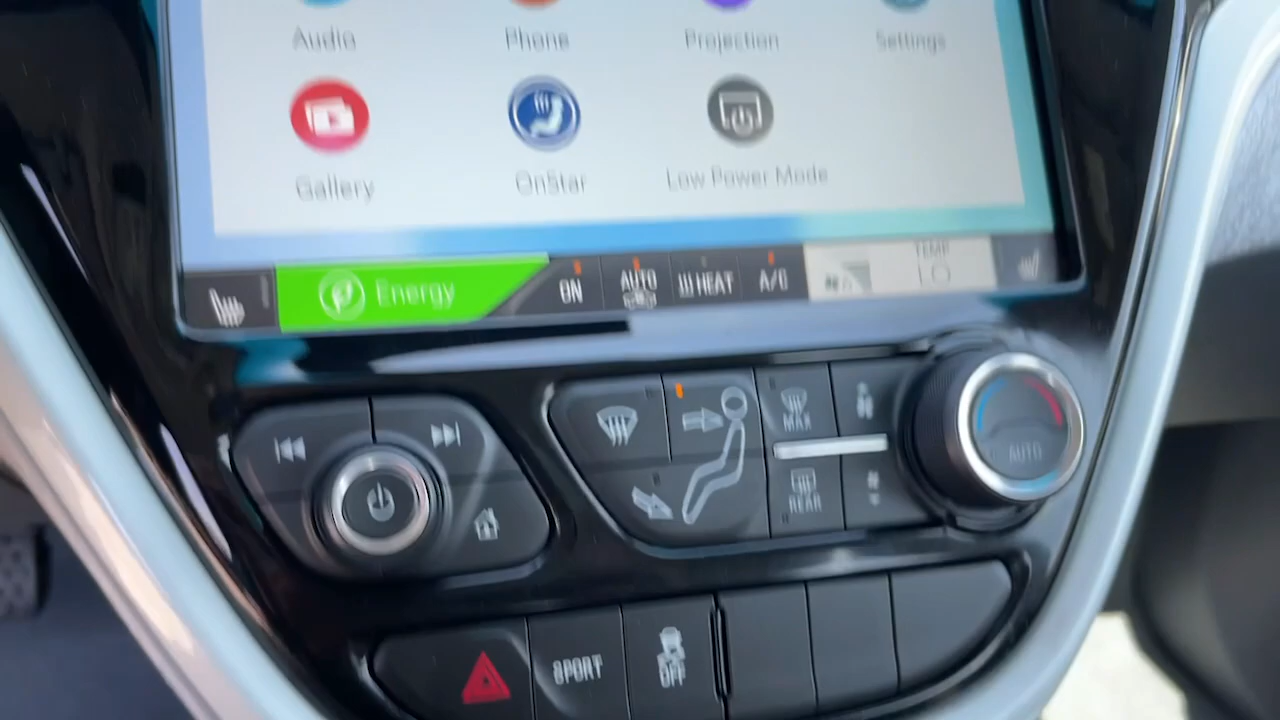 Audio
Phone
Projection
Settings
Gallery
OnStar
Low Power Mode
Energy
ON
AUTO
HEAT
A/C
TEMP
LO
MAX
REAR
AUTO
SPORT
OFF